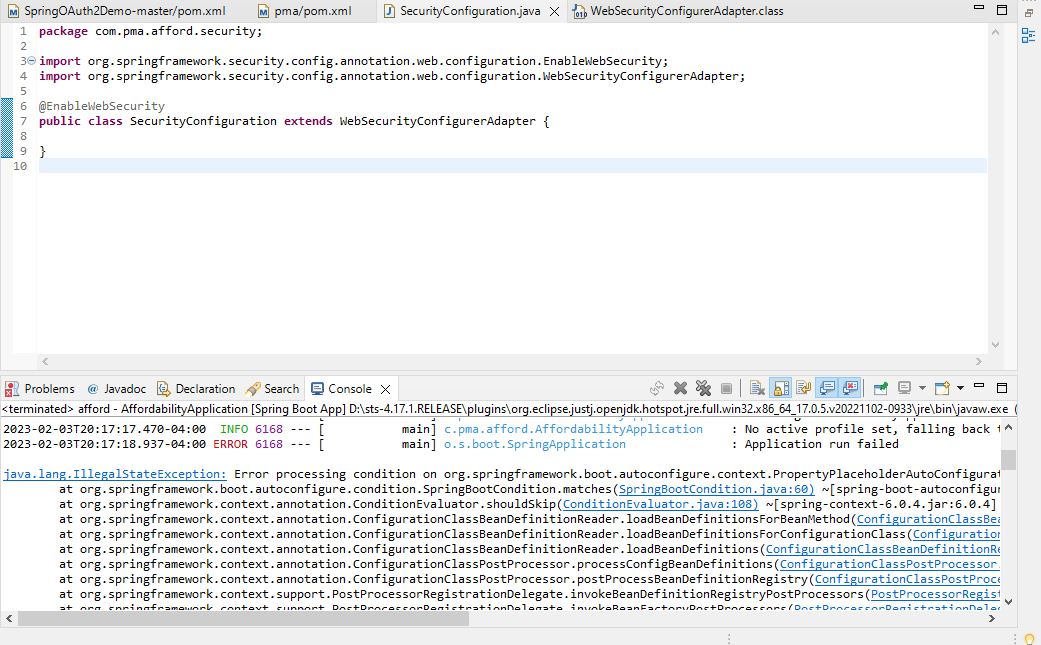 SpringOAuth2Demo-master/pom.xml pma/pom.xml SecurityConfiguration.java WebSecurityConfigurerAdapter.class
1 package com.pma.afford.security;
2
3 import org.springframework.security.config.annotation.web.configuration.EnableWebSecurity;
4 import org.springframework.security.config.annotation.web.configuration.WebSecurityConfigurerAdapter;
5
6 @EnableWebSecurity
7 public class SecurityConfiguration extends WebSecurityConfigurerAdapter {
8
9 }
10
Problems @ Javadoc Declaration Search Console
<terminated> afford - AffordabilityApplication [Spring Boot App] D:\sts-4.17.1.RELEASE\plugins\org.eclipse.justj.openjdk.hotspot.jre.full.win32.x86_64_17.0.5.v20221102-0933\jre\bin\javaw.exe (
2023-02-03T20:17:17.470-04:00 INFO 6168 --- [ main] c.pma.afford.AffordabilityApplication : No active profile set, falling back t
2023-02-03T20:17:18.937-04:00 ERROR 6168 --- [ main] o.s.boot.SpringApplication : Application run failed
java.lang.IllegalStateException: Error processing condition on org.springframework.boot.autoconfigure.context.PropertyPlaceholderAutoConfigurat
at org.springframework.boot.autoconfigure.condition.SpringBootCondition.matches(SpringBootCondition.java:60) ~[spring-boot-autoconfigur
at org.springframework.context.annotation.ConditionEvaluator.shouldSkip(ConditionEvaluator.java:108) ~[spring-context-6.0.4.jar:6.0.4]
at org.springframework.context.annotation.ConfigurationClassBeanDefinitionReader.loadBeanDefinitionsForBeanMethod(ConfigurationClassBea
at org.springframework.context.annotation.ConfigurationClassBeanDefinitionReader.loadBeanDefinitionsForConfigurationClass(Configuration
at org.springframework.context.annotation.ConfigurationClassBeanDefinitionReader.loadBeanDefinitions(ConfigurationClassBeanDefinitionRe
at org.springframework.context.annotation.ConfigurationClassPostProcessor.processConfigBeanDefinitions(ConfigurationClassPostProcessor.
at org.springframework.context.annotation.ConfigurationClassPostProcessor.postProcessBeanDefinitionRegistry(ConfigurationClassPostProce
at org.springframework.context.support.PostProcessorRegistrationDelegate.invokeBeanDefinitionRegistryPostProcessors(PostProcessorRegist
at org.springframework.context.support.PostProcessorRegistrationDelegate.invokeBeanFactoryPostProcessors(PostProcessorRegistrationDele